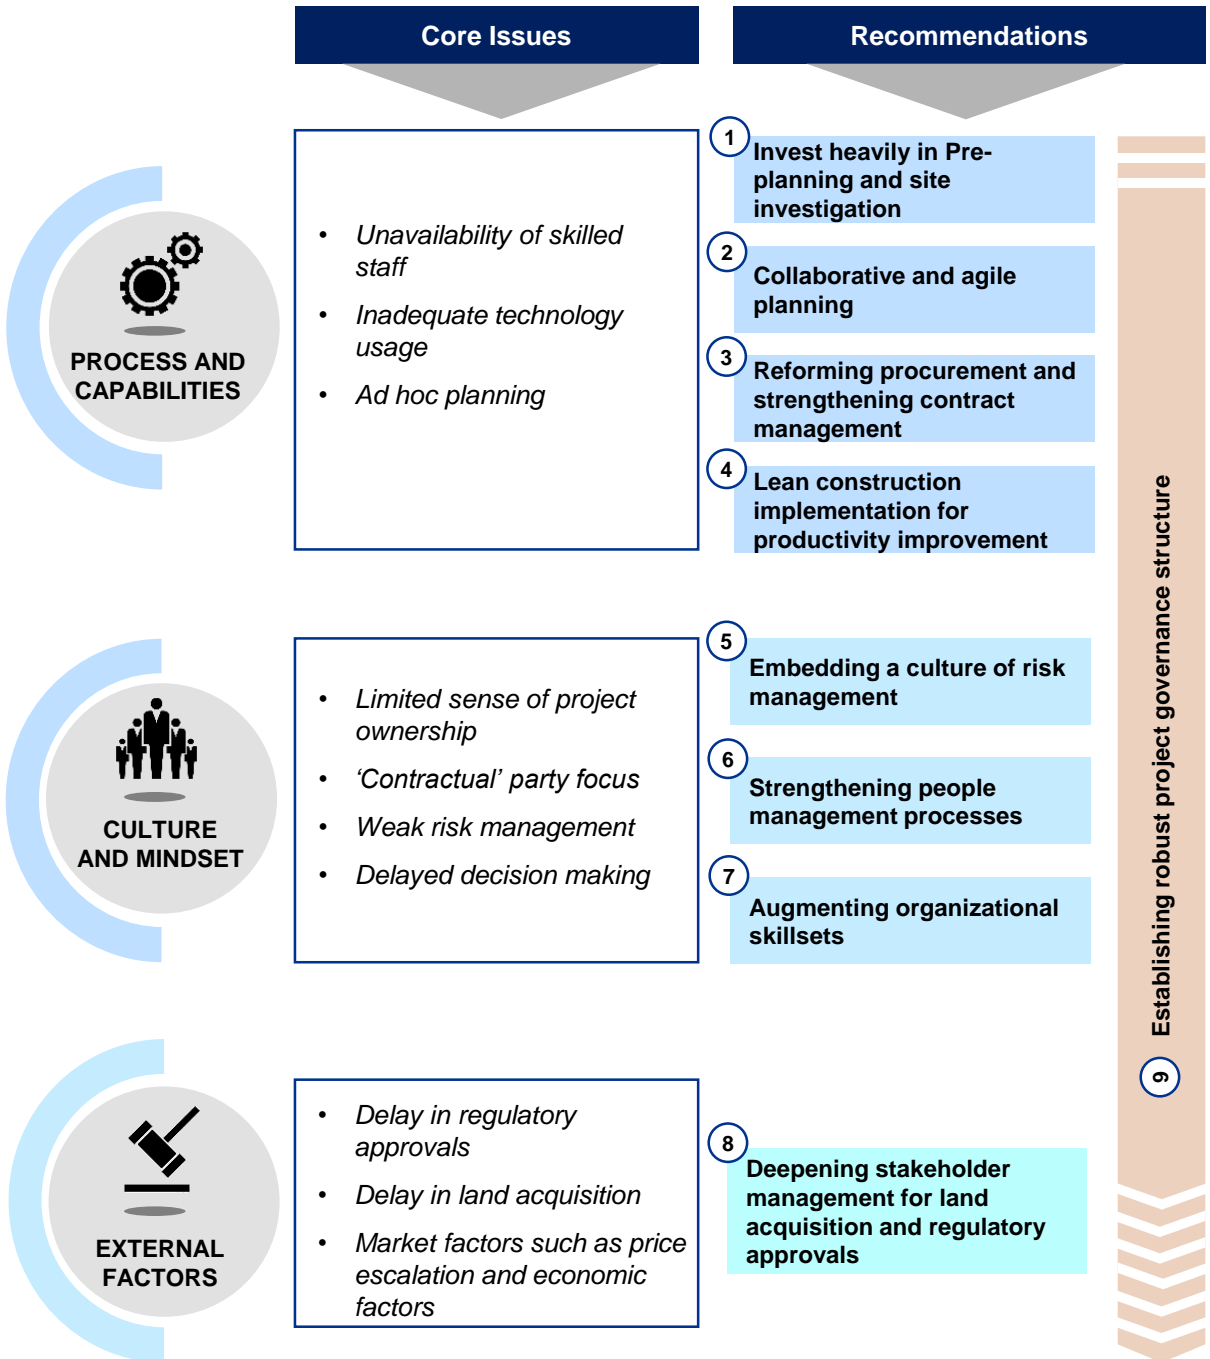 Core Issues
Recommendations
PROCESS AND
CAPABILITIES
• Unavailability of skilled
staff
• Inadequate technology
usage
• Ad hoc planning
1
Invest heavily in Pre-
planning and site
investigation
2
Collaborative and agile
planning
3
Reforming procurement and
strengthening contract
management
4
Lean construction
implementation for
productivity improvement
CULTURE
AND MINDSET
• Limited sense of project
ownership
• ‘Contractual’ party focus
• Weak risk management
• Delayed decision making
5
Embedding a culture of risk
management
6
Strengthening people
management processes
7
Augmenting organizational
skillsets
EXTERNAL
FACTORS
• Delay in regulatory
approvals
• Delay in land acquisition
• Market factors such as price
escalation and economic
factors
8
Deepening stakeholder
management for land
acquisition and regulatory
approvals
9
Establishing robust project governance structure